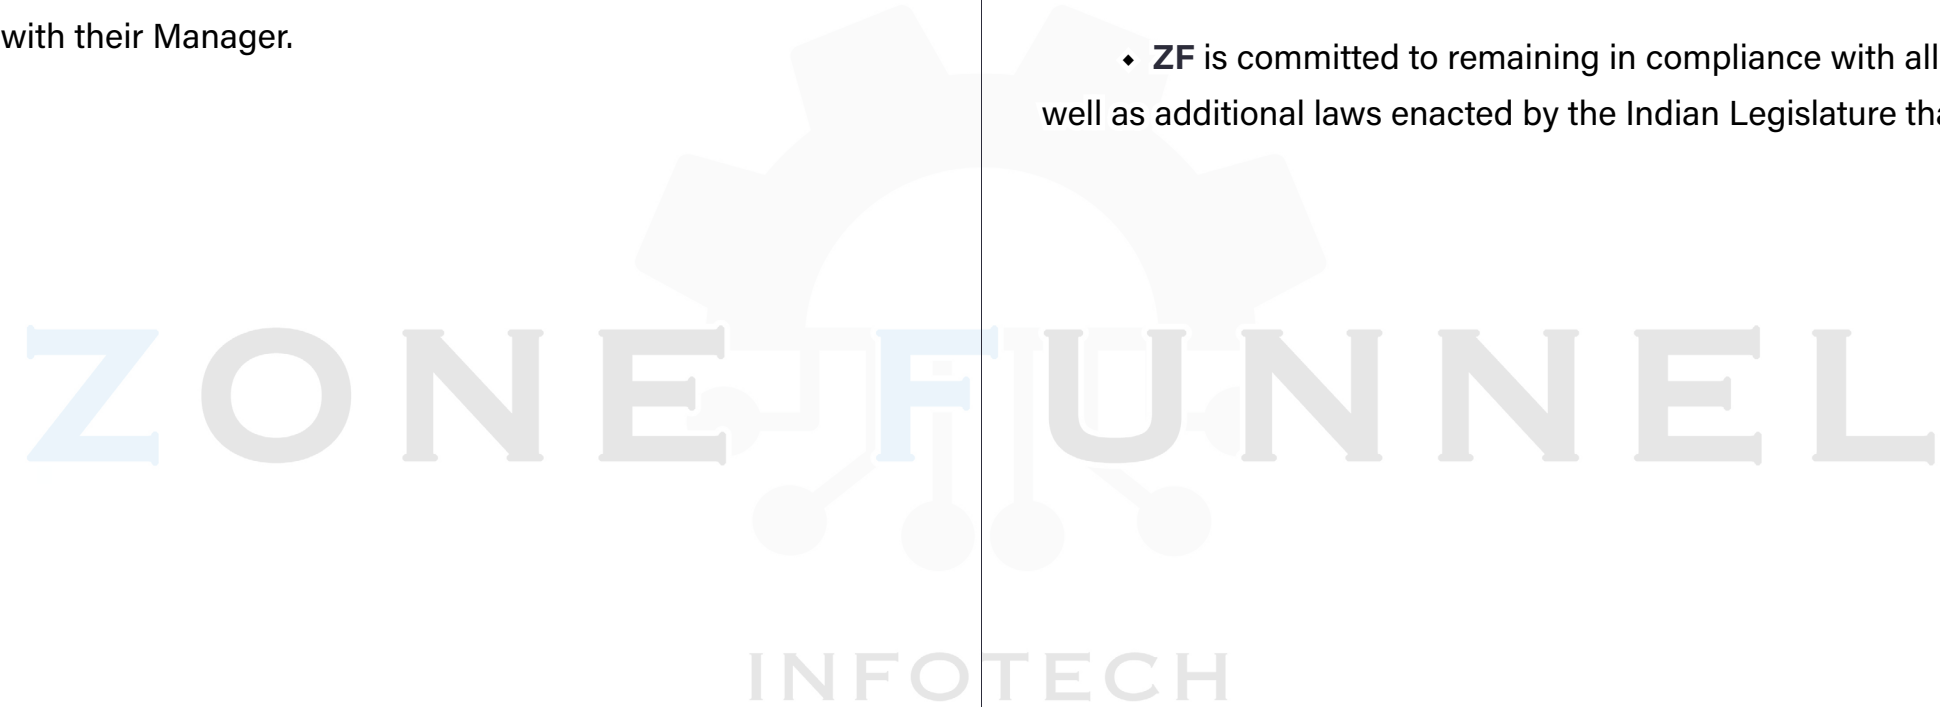 with their Manager.
◆ ZF is committed to remaining in compliance with all
well as additional laws enacted by the Indian Legislature tha
ZONE FUNNEL
INFOTECH